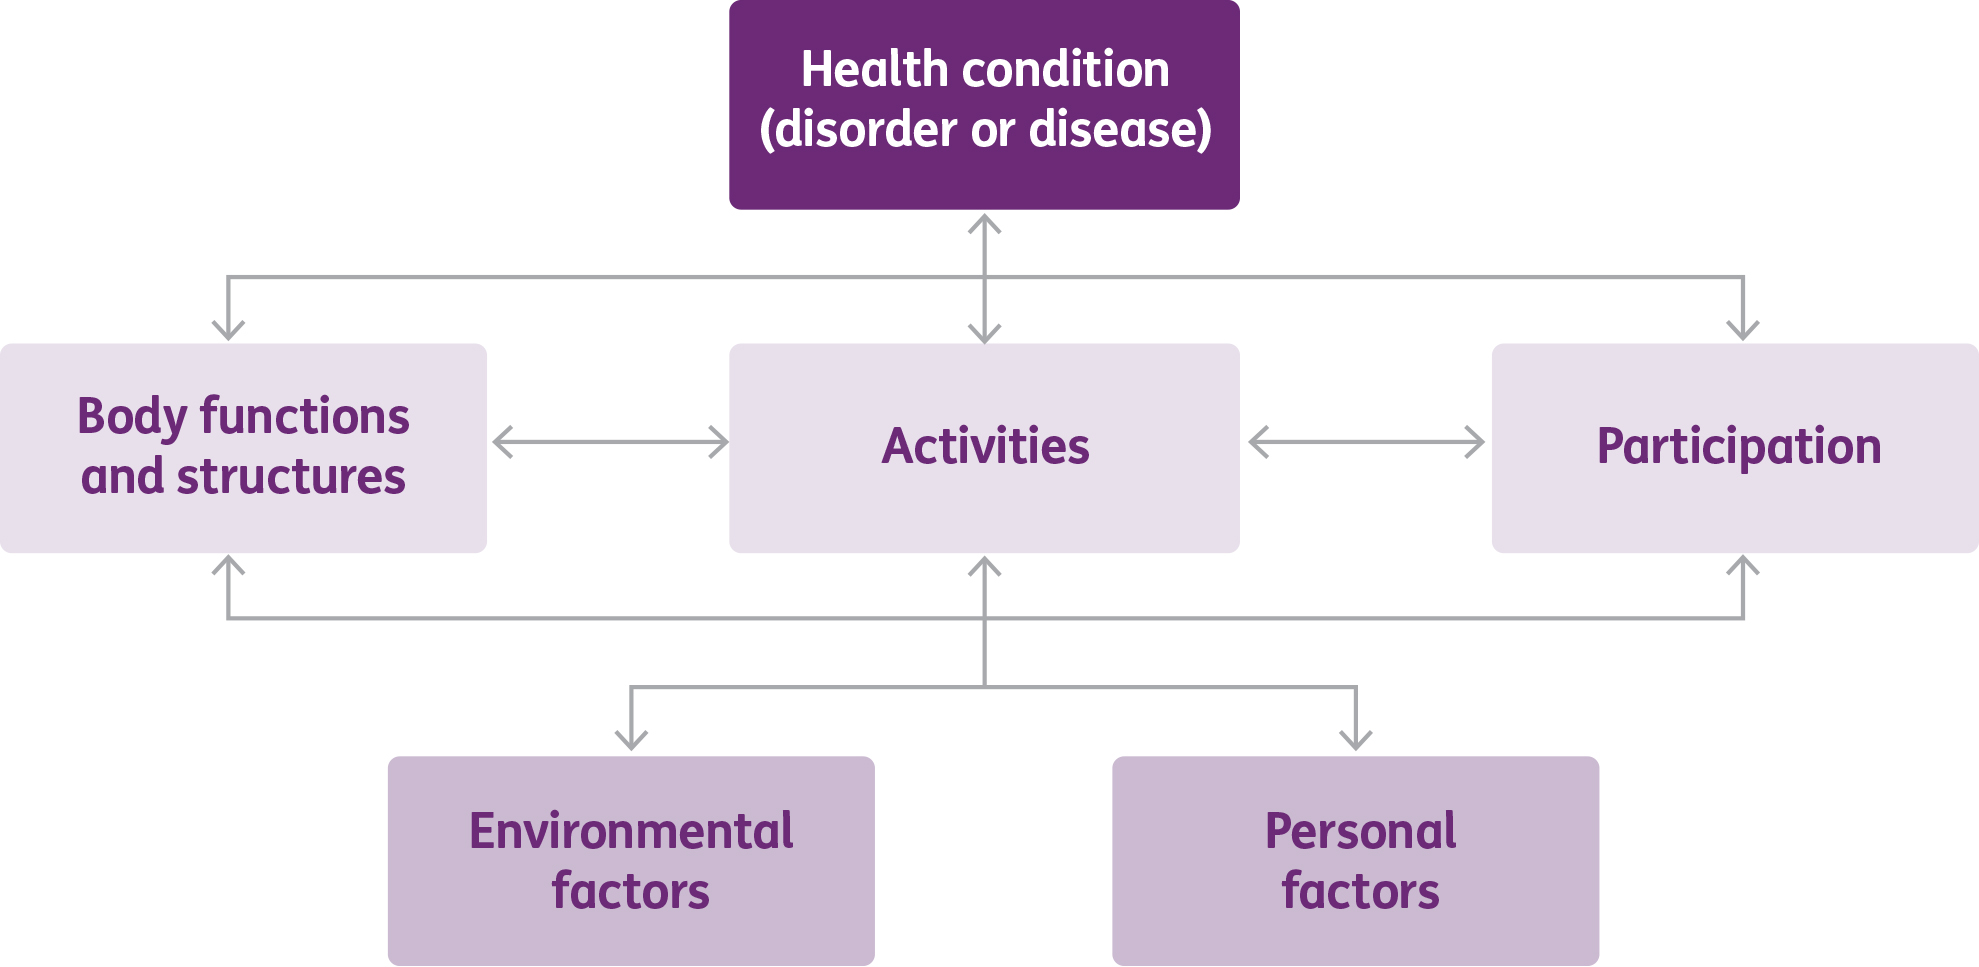 Health condition
(disorder or disease)
Body functions
and structures
Activities
Participation
Environmental
factors
Personal
factors